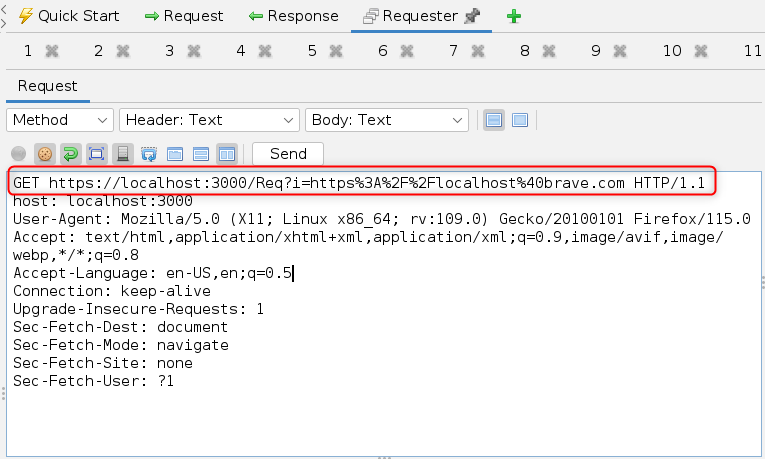 Quick Start Request Response Requester
1 2 3 4 5 6 7 8 9 10 11
Request
Method Header: Text Body: Text
Send
GET https://localhost:3000/Req?i=https%3A%2F%2Flocalhost%40brave.com HTTP/1.1
host: localhost:3000
User-Agent: Mozilla/5.0 (X11; Linux x86_64; rv:109.0) Gecko/20100101 Firefox/115.0
Accept: text/html,application/xhtml+xml,application/xml;q=0.9,image/avif,image/
webp,*/*;q=0.8
Accept-Language: en-US,en;q=0.5
Connection: keep-alive
Upgrade-Insecure-Requests: 1
Sec-Fetch-Dest: document
Sec-Fetch-Mode: navigate
Sec-Fetch-Site: none
Sec-Fetch-User: ?1